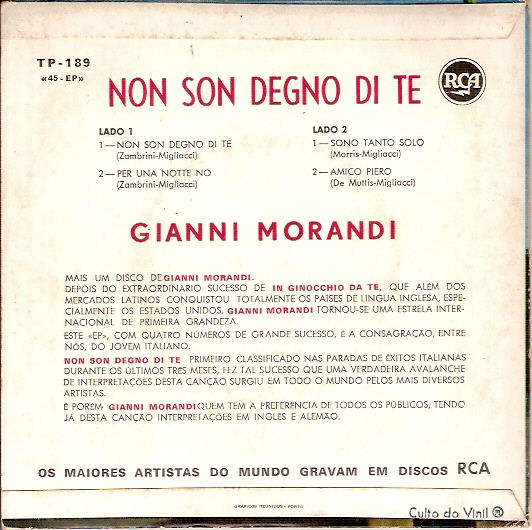 TP-189
«45-EP»
NON SON DEGNO DI TE
RCA
LADO 1
1—NON SON DEGNO DI TE
(Zambrini-Migliacci)
2—PER UNA NOTTE NO
(Zambrini-Migliacci)
LADO 2
1—SONO TANTO SOLO
(Morris-Migliacci)
2—AMICO PIERO
(De Muttis-Migliacci)
GIANNI MORANDI
MAIS UM DISCO DE GIANNI MORANDI.
DEPOIS DO EXTRAORDINARIO SUCESSO DE IN GINOCCHIO DA TE, QUE ALÉM DOS
MERCADOS LATINOS CONQUISTOU TOTALMENTE OS PAISES DE LINGUA INGLESA, ESPE-
CIALMENTE OS ESTADOS UNIDOS. GIANNI MORANDI TORNOU-SE UMA ESTRELA INTER-
NACIONAL DE PRIMEIRA GRANDEZA.
ESTE «EP», COM QUATRO NÚMEROS DE GRANDE SUCESSO, É A CONSAGRAÇÃO, ENTRE
NÓS, DO JOVEM ITALIANO.
NON SON DEGNO DI TE PRIMEIRO CLASSIFICADO NAS PARADAS DE ÉXITOS ITALIANAS
DURANTE OS ÚLTIMOS TRES MESES, FEZ TAL SUCESSO QUE UMA VERDADEIRA AVALANCHE
DE INTERPRETAÇÕES DESTA CANÇÃO SURGIU EM TODO O MUNDO PELOS MAIS DIVERSOS
ARTISTAS.
É PORÉM GIANNI MORANDI QUEM TEM A PREFERENCIA DE TODOS OS PÚBLICOS, TENDO
JÁ DESTA CANÇÃO INTERPRETAÇÕES EM INGLES E ALEMÃO.
OS MAIORES ARTISTAS DO MUNDO GRAVAM EM DISCOS RCA
GRÁFICOS REUNIDOS - PORTO
Culto do Vinil ®